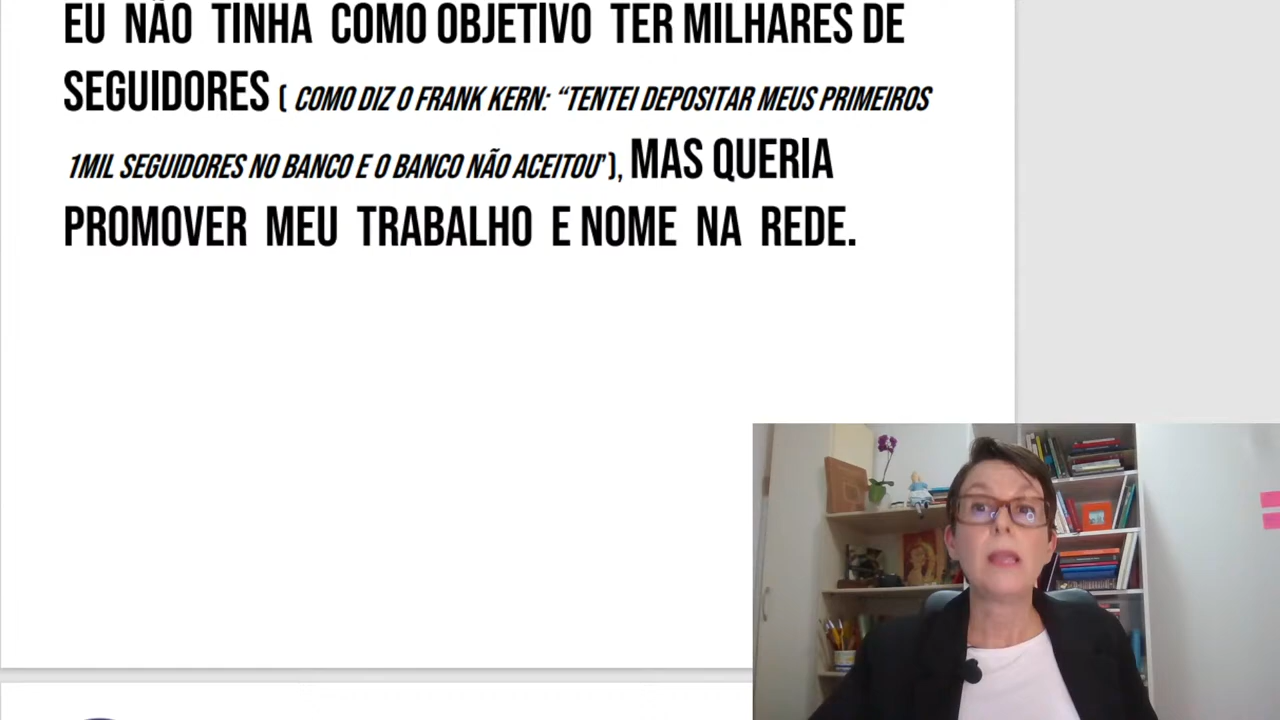 EU NÃO TINHA COMO OBJETIVO TER MILHARES DE
SEGUIDORES ( COMO DIZ O FRANK KERN: “TENTEI DEPOSITAR MEUS PRIMEIROS
1MIL SEGUIDORES NO BANCO E O BANCO NÃO ACEITOU”), MAS QUERIA
PROMOVER MEU TRABALHO E NOME NA REDE.